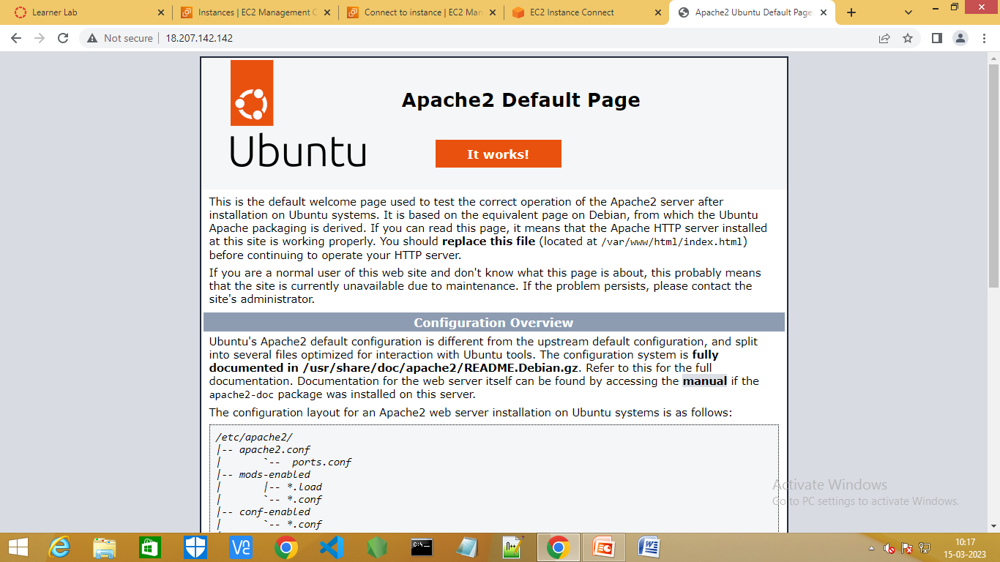 Learner Lab
Instances | EC2 Management C
Connect to instance | EC2 Man
EC2 Instance Connect
Apache2 Ubuntu Default Page
Not secure
18.207.142.142
Ubuntu
Apache2 Default Page
It works!
This is the default welcome page used to test the correct operation of the Apache2 server after
installation on Ubuntu systems. It is based on the equivalent page on Debian, from which the Ubuntu
Apache packaging is derived. If you can read this page, it means that the Apache HTTP server installed
at this site is working properly. You should replace this file (located at /var/www/html/index.html)
before continuing to operate your HTTP server.
If you are a normal user of this web site and don't know what this page is about, this probably means
that the site is currently unavailable due to maintenance. If the problem persists, please contact the
site's administrator.
Configuration Overview
Ubuntu's Apache2 default configuration is different from the upstream default configuration, and split
into several files optimized for interaction with Ubuntu tools. The configuration system is fully
documented in /usr/share/doc/apache2/README.Debian.gz. Refer to this for the full
documentation. Documentation for the web server itself can be found by accessing the manual if the
apache2-doc package was installed on this server.
The configuration layout for an Apache2 web server installation on Ubuntu systems is as follows:
/etc/apache2/
|-- apache2.conf
|       `--  ports.conf
|-- mods-enabled
|       |-- *.load
|       `-- *.conf
|-- conf-enabled
|       `-- *.conf
Activate Windows
Go to PC settings to activate Windows.
10:17
15-03-2023